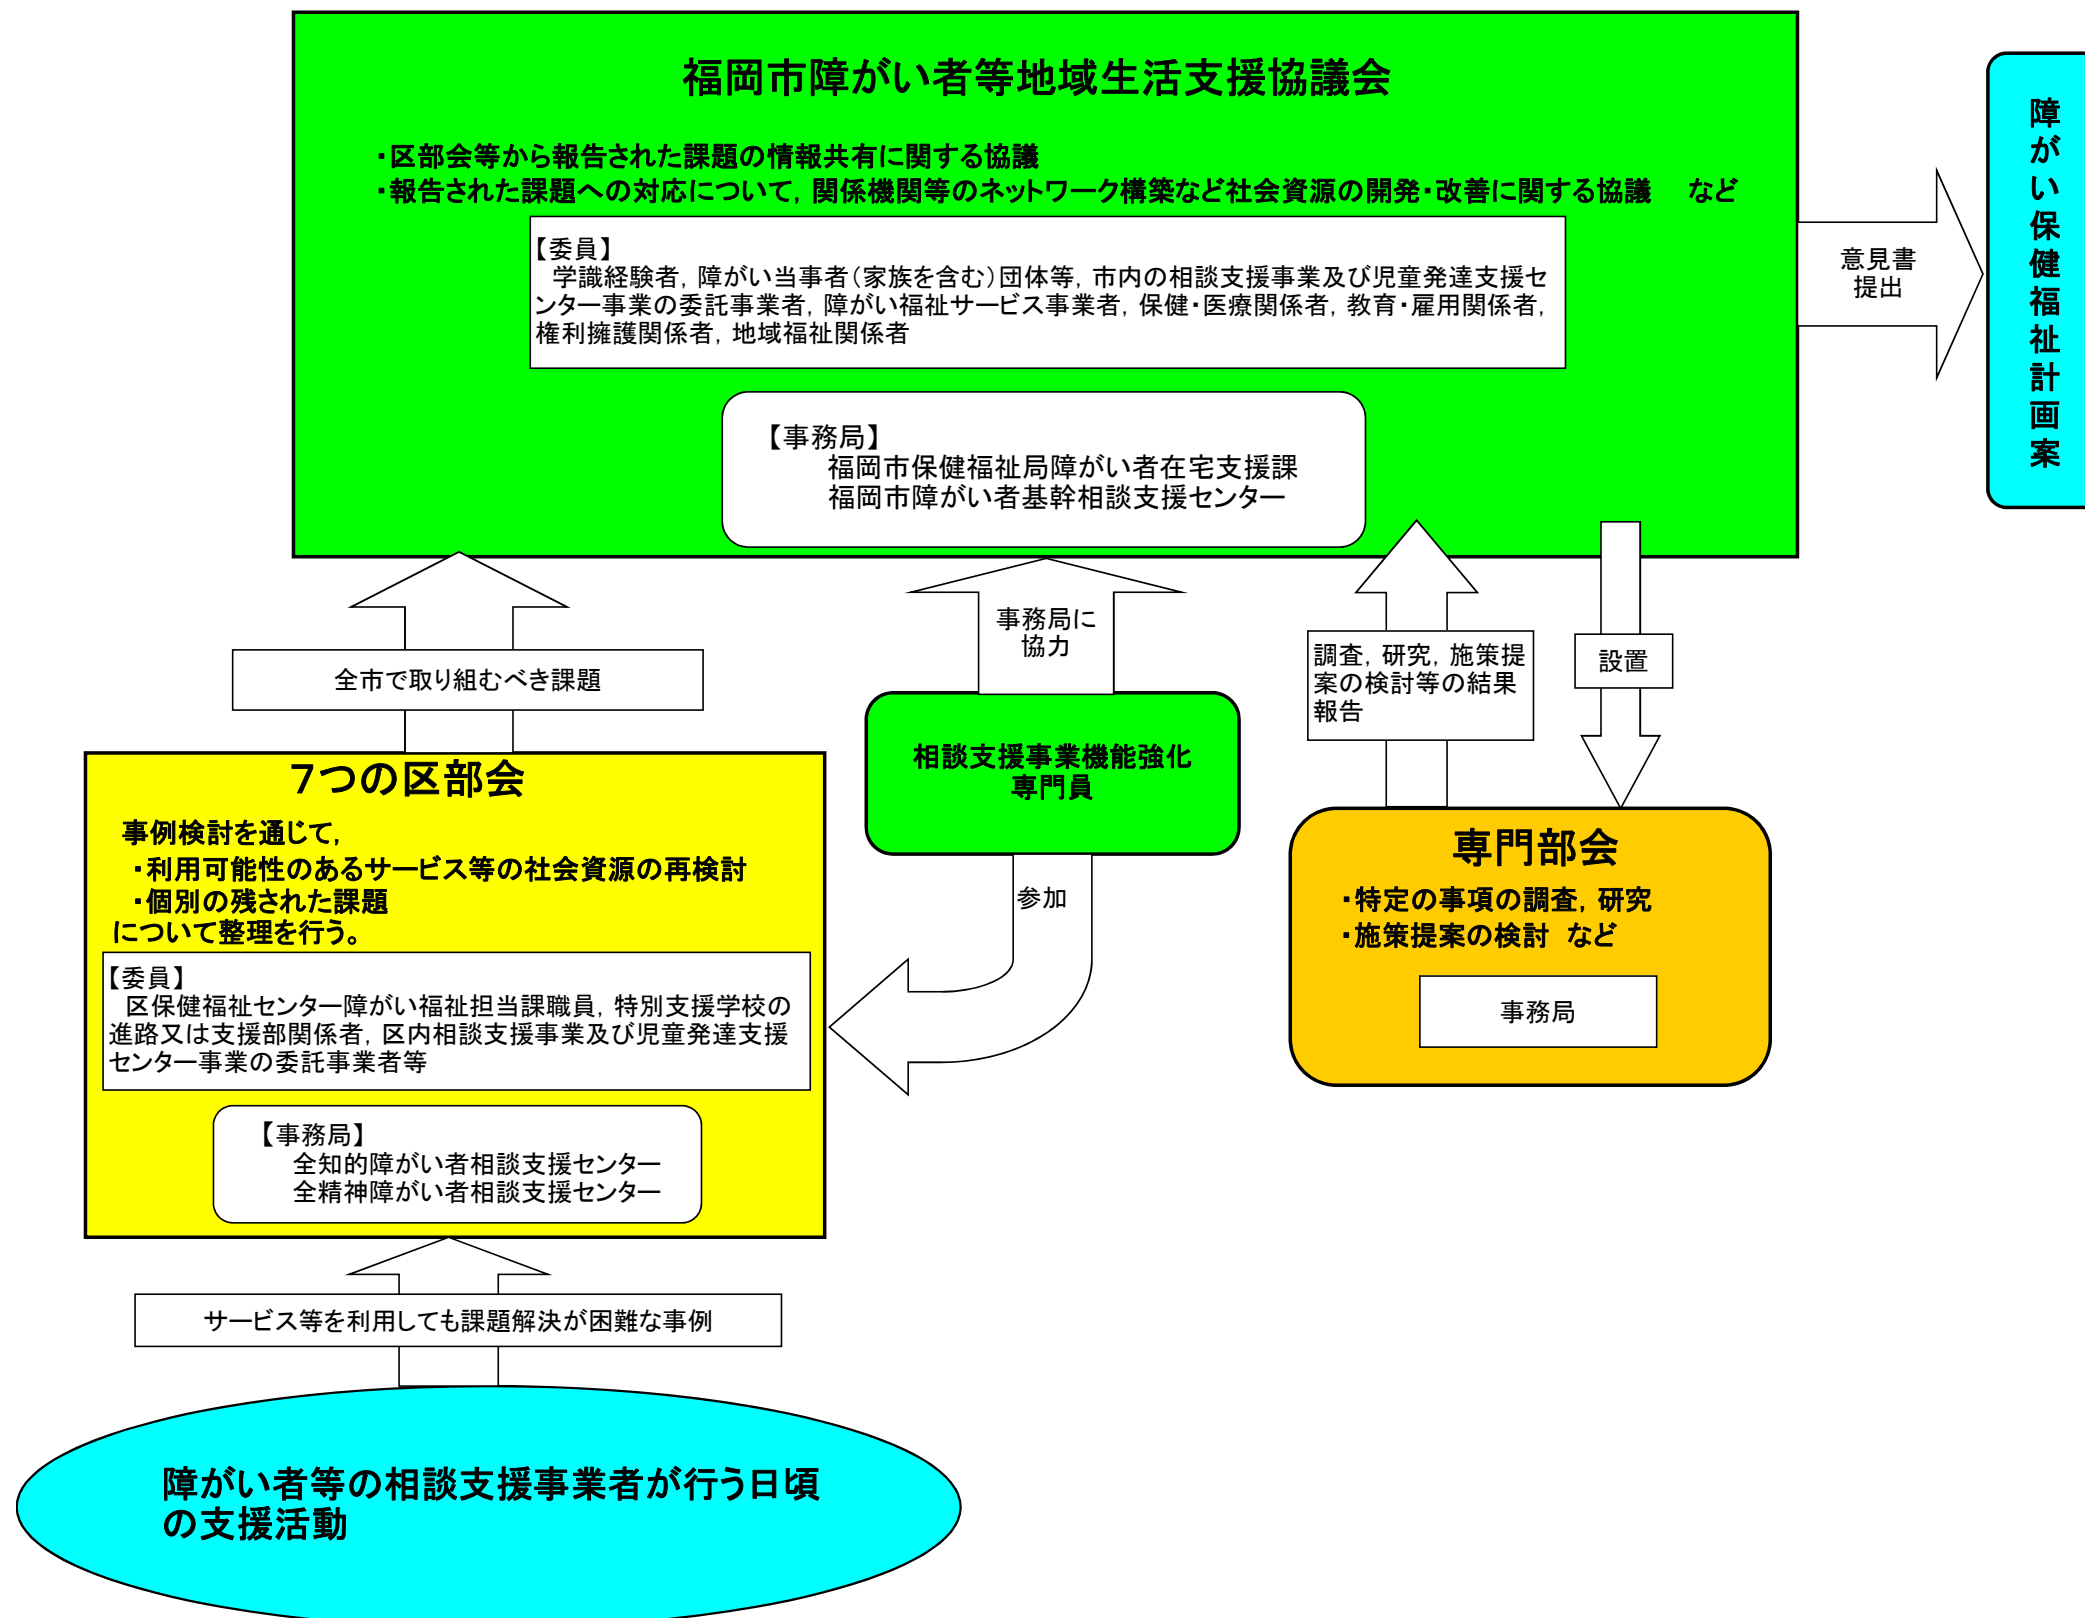 福岡市障がい者等地域生活支援協議会
・区部会等から報告された課題の情報共有に関する協議
・報告された課題への対応について，関係機関等のネットワーク構築など社会資源の開発・改善に関する協議　など
【委員】
学識経験者，障がい当事者（家族を含む）団体等，市内の相談支援事業及び児童発達支援セ
ンター事業の委託事業者，障がい福祉サービス事業者，保健・医療関係者，教育・雇用関係者，
権利擁護関係者，地域福祉関係者
【事務局】
福岡市保健福祉局障がい者在宅支援課
福岡市障がい者基幹相談支援センター
意見書
提出
障がい保健福祉計画案
全市で取り組むべき課題
事務局に
協力
調査，研究，施策提
案の検討等の結果
報告
設置
7つの区部会
事例検討を通じて，
・利用可能性のあるサービス等の社会資源の再検討
・個別の残された課題
について整理を行う。
【委員】
区保健福祉センター障がい福祉担当課職員，特別支援学校の
進路又は支援部関係者，区内相談支援事業及び児童発達支援
センター事業の委託事業者等
【事務局】
全知的障がい者相談支援センター
全精神障がい者相談支援センター
相談支援事業機能強化
専門員
参加
専門部会
・特定の事項の調査，研究
・施策提案の検討　など
事務局
サービス等を利用しても課題解決が困難な事例
障がい者等の相談支援事業者が行う日頃
の支援活動